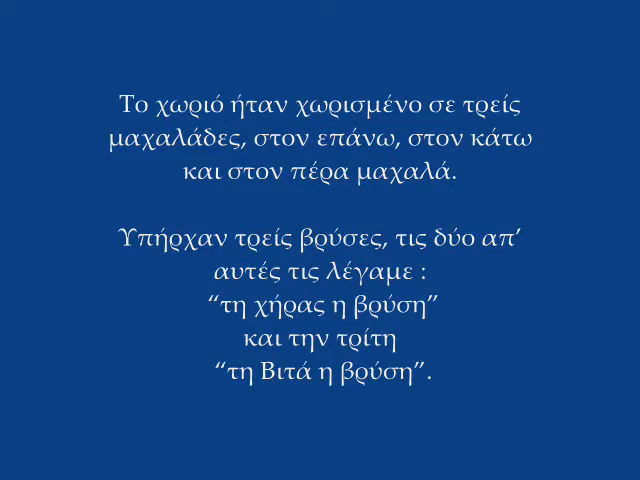 Το χωριό ήταν χωρισμένο σε τρείς
μαχαλάδες, στον επάνω, στον κάτω
και στον πέρα μαχαλά.
Υπήρχαν τρείς βρύσες, τις δύο απ’
αυτές τις λέγαμε :
“τη χήρας η βρύση”
και την τρίτη
“τη Βιτά η βρύση”.